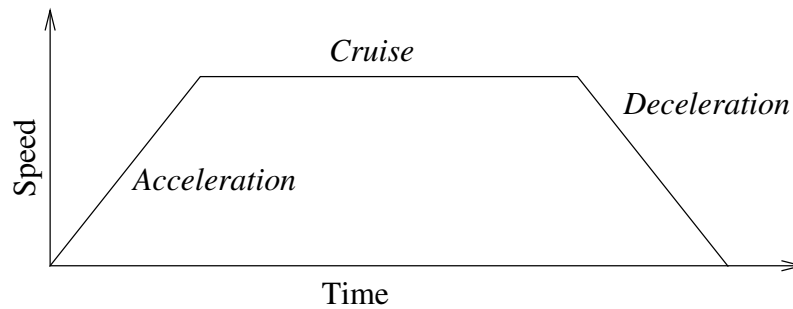 Cruise
Deceleration
Acceleration
Speed
Time